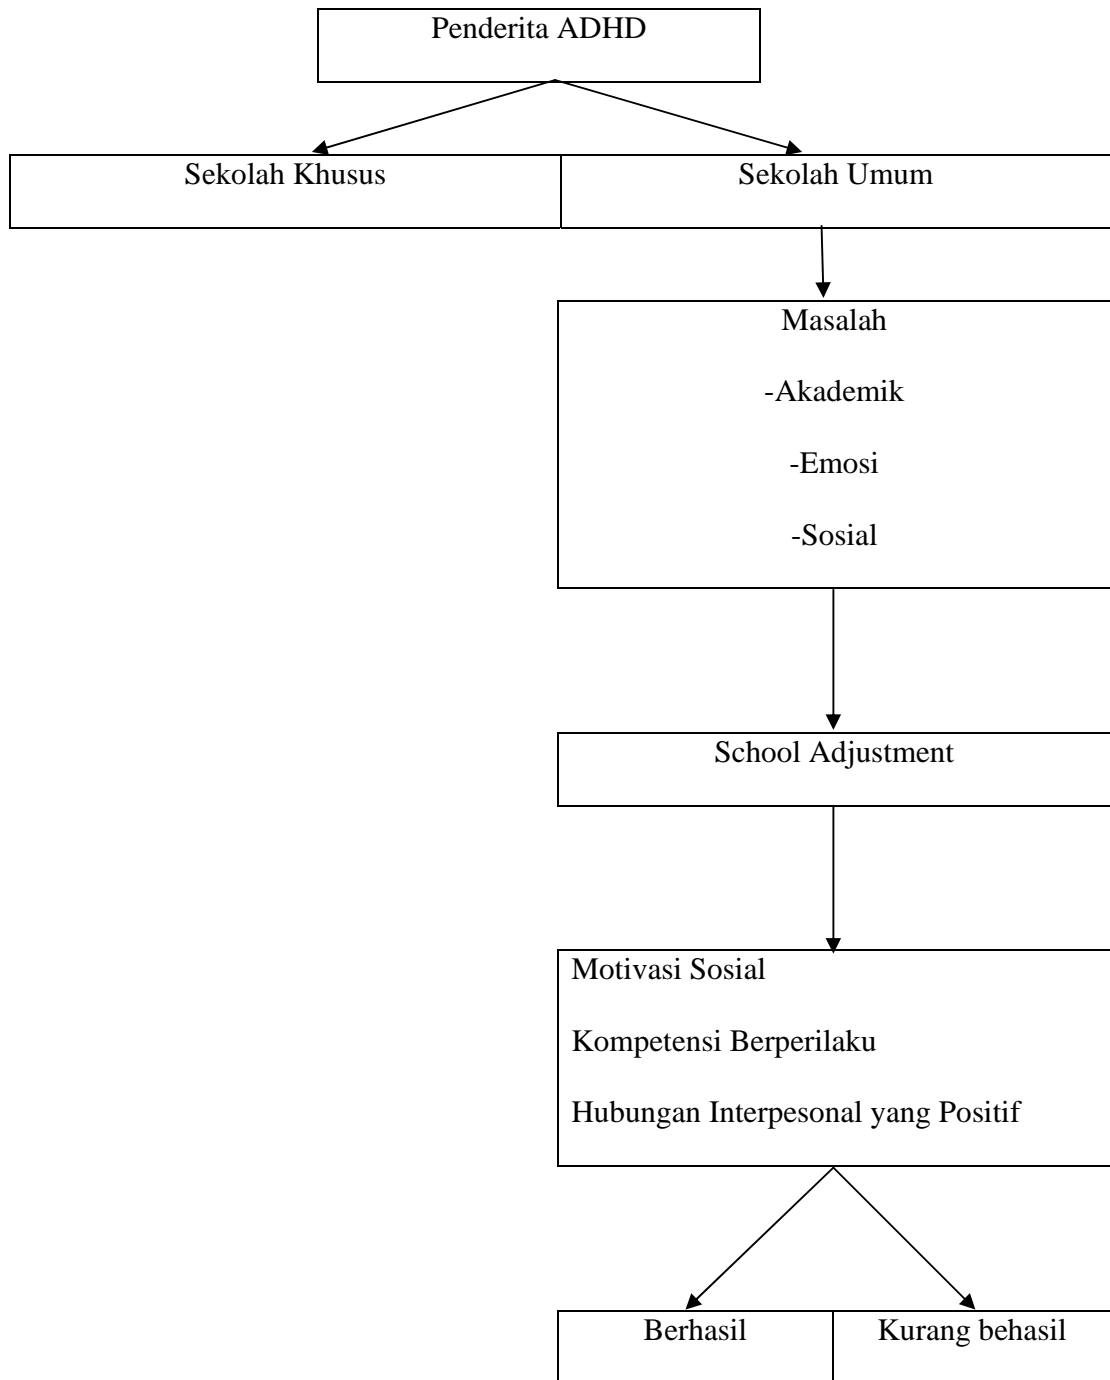 Penderita ADHD
Sekolah Khusus
Sekolah Umum
Masalah
-Akademik
-Emosi
-Sosial
School Adjustment
Motivasi Sosial
Kompetensi Berperilaku
Hubungan Interpesonal yang Positif
Berhasil
Kurang behasil